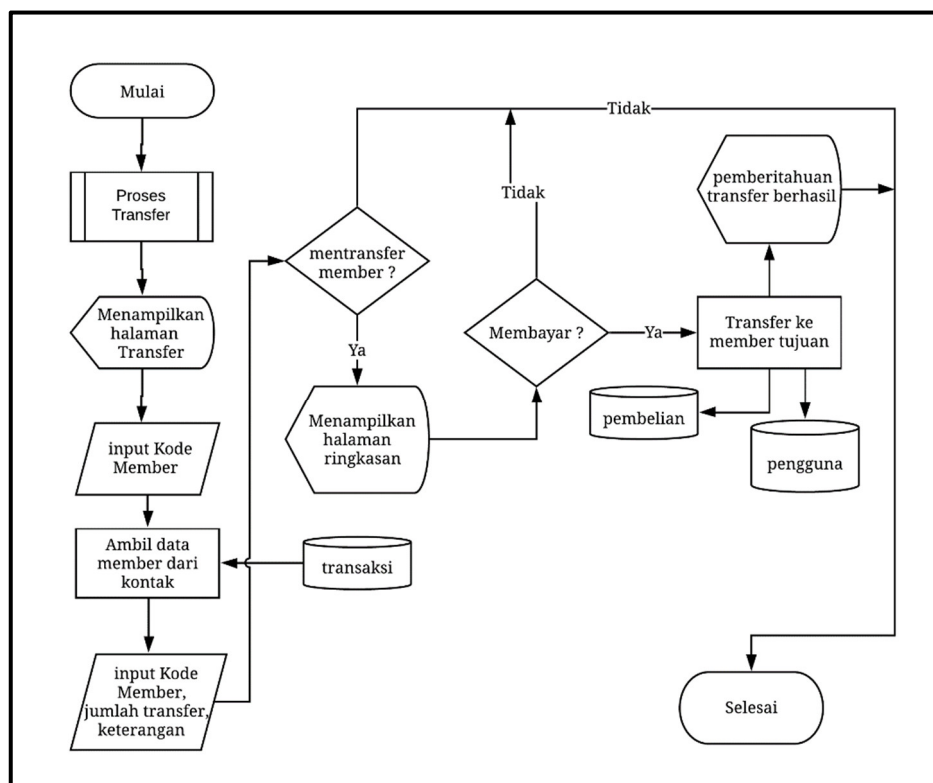 Mulai
Proses
Transfer
Menampilkan
halaman
Transfer
input Kode
Member
Ambil data
member dari
kontak
transaksi
input Kode
Member,
jumlah transfer,
keterangan
mentransfer
member ?
Tidak
Ya
Menampilkan
halaman
ringkasan
Membayar ?
Tidak
Ya
Transfer ke
member tujuan
pembelian
pengguna
pemberitahuan
transfer berhasil
Selesai